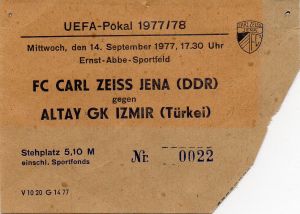 UEFA-Pokal 1977/78
Mittwoch, den 14. September 1977, 17.30 Uhr
Ernst-Abbe-Sportfeld
FC CARL ZEISS JENA (DDR)
gegen
ALTAY GK IZMIR (Türkei)
Stehplatz 5,10 M
einschl. Sportfonds
Nr. 0022
V 10 20 G 14 77